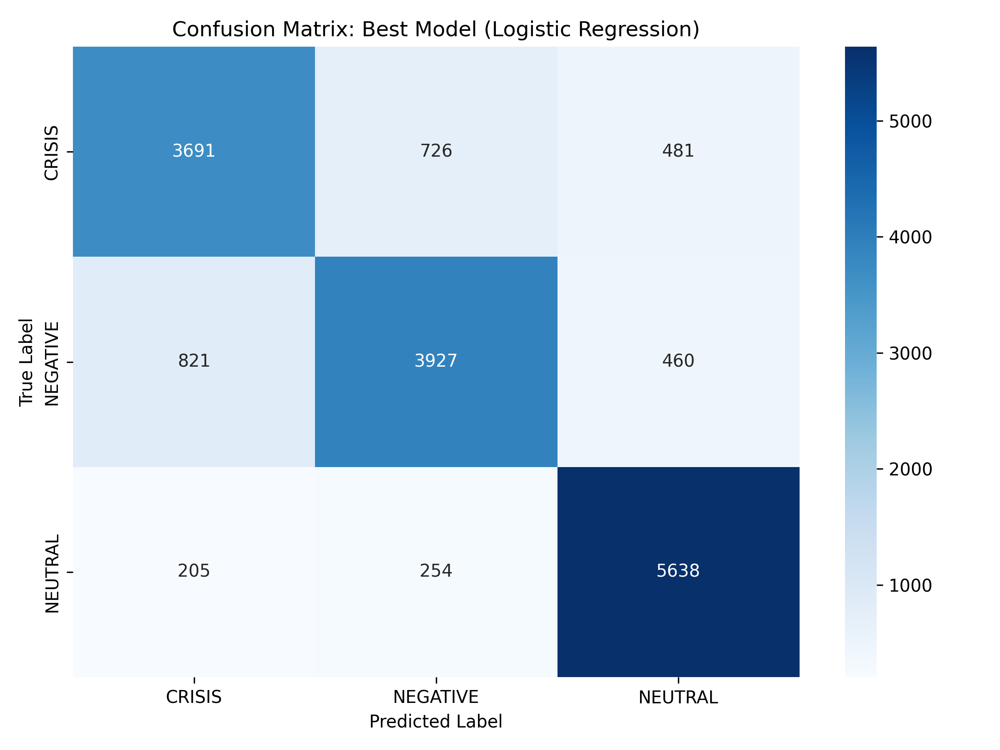 Confusion Matrix: Best Model (Logistic Regression)
True Label
CRISIS
3691
726
481
NEGATIVE
821
3927
460
NEUTRAL
205
254
5638
CRISIS
NEGATIVE
NEUTRAL
Predicted Label
5000
4000
3000
2000
1000